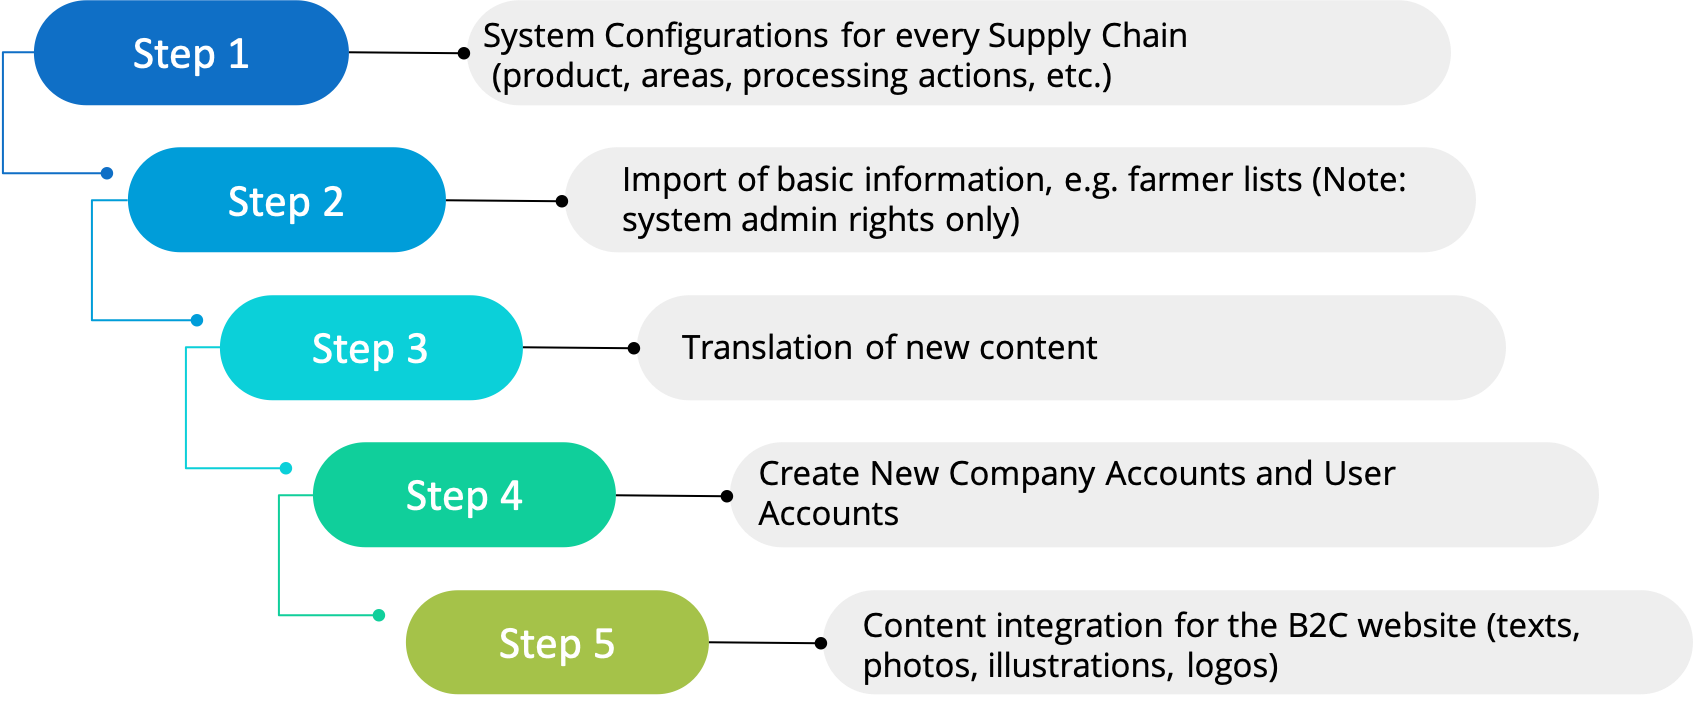 Step 1
System Configurations for every Supply Chain
(product, areas, processing actions, etc.)
Step 2
Import of basic information, e.g. farmer lists (Note:
system admin rights only)
Step 3
Translation of new content
Step 4
Create New Company Accounts and User
Accounts
Step 5
Content integration for the B2C website (texts,
photos, illustrations, logos)